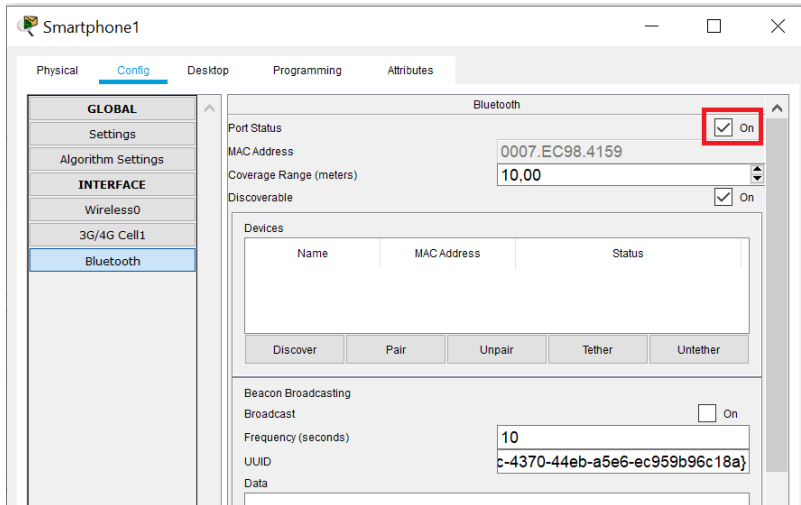 Smartphone1
Physical Config Desktop Programming Attributes
GLOBAL
Settings
Algorithm Settings
INTERFACE
Wireless0
3G/4G Cell1
Bluetooth
Bluetooth
Port Status On
MAC Address 0007.EC98.4159
Coverage Range (meters) 10,00
Discoverable On
Devices
Name MAC Address Status
Discover Pair Unpair Tether Untether
Beacon Broadcasting
Broadcast On
Frequency (seconds) 10
UUID c-4370-44eb-a5e6-ec959b96c18a}
Data